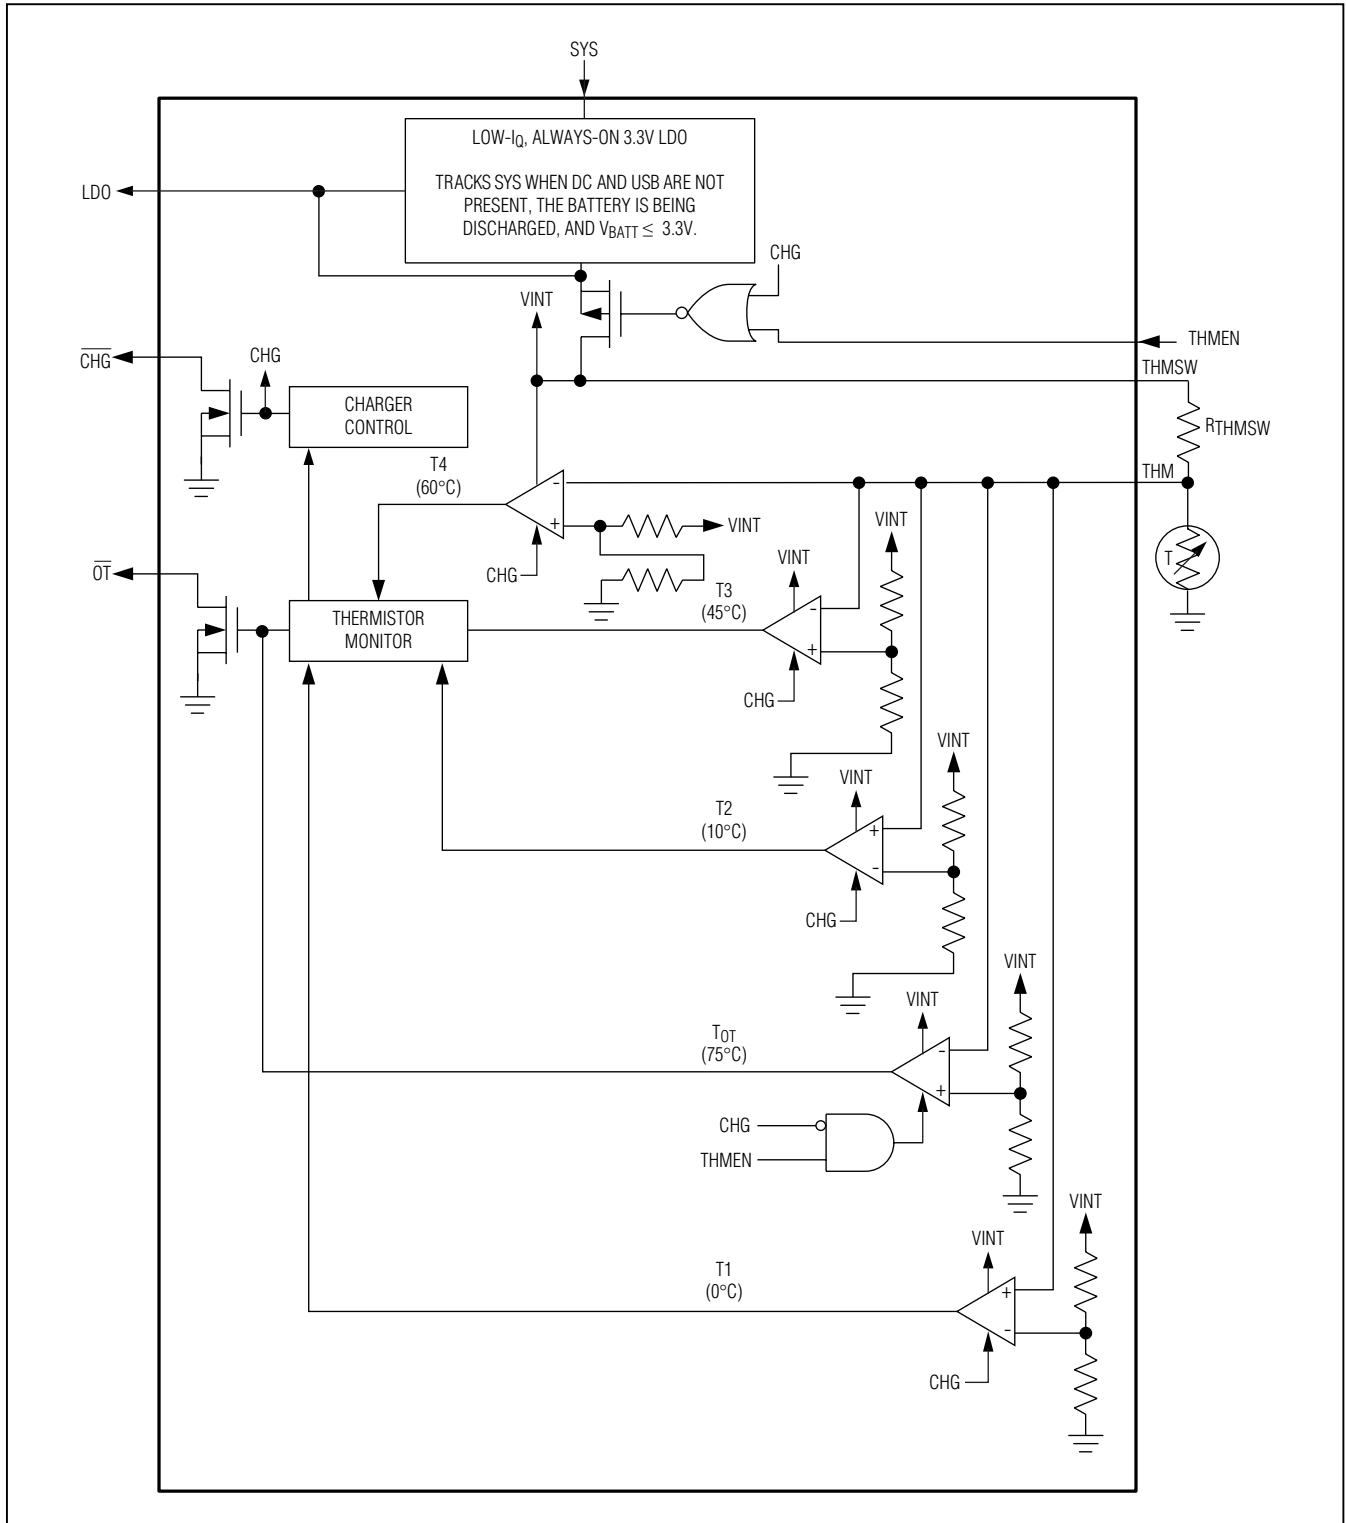 SYS
LOW-IQ, ALWAYS-ON 3.3V LDO
TRACKS SYS WHEN DC AND USB ARE NOT
PRESENT, THE BATTERY IS BEING
DISCHARGED, AND VBATT ≤ 3.3V.
LDO
CHG
VINT
THMEN
CHG
CHG
THMSW
CHARGER
CONTROL
RTHMSW
T4
(60°C)
THM
-
+
VINT
VINT
CHG
VINT
T
OT
T3
(45°C)
-
THERMISTOR
MONITOR
+
CHG
VINT
VINT
T2
(10°C)
+
-
CHG
VINT
VINT
TOT
(75°C)
-
+
CHG
THMEN
VINT
VINT
T1
(0°C)
+
-
CHG